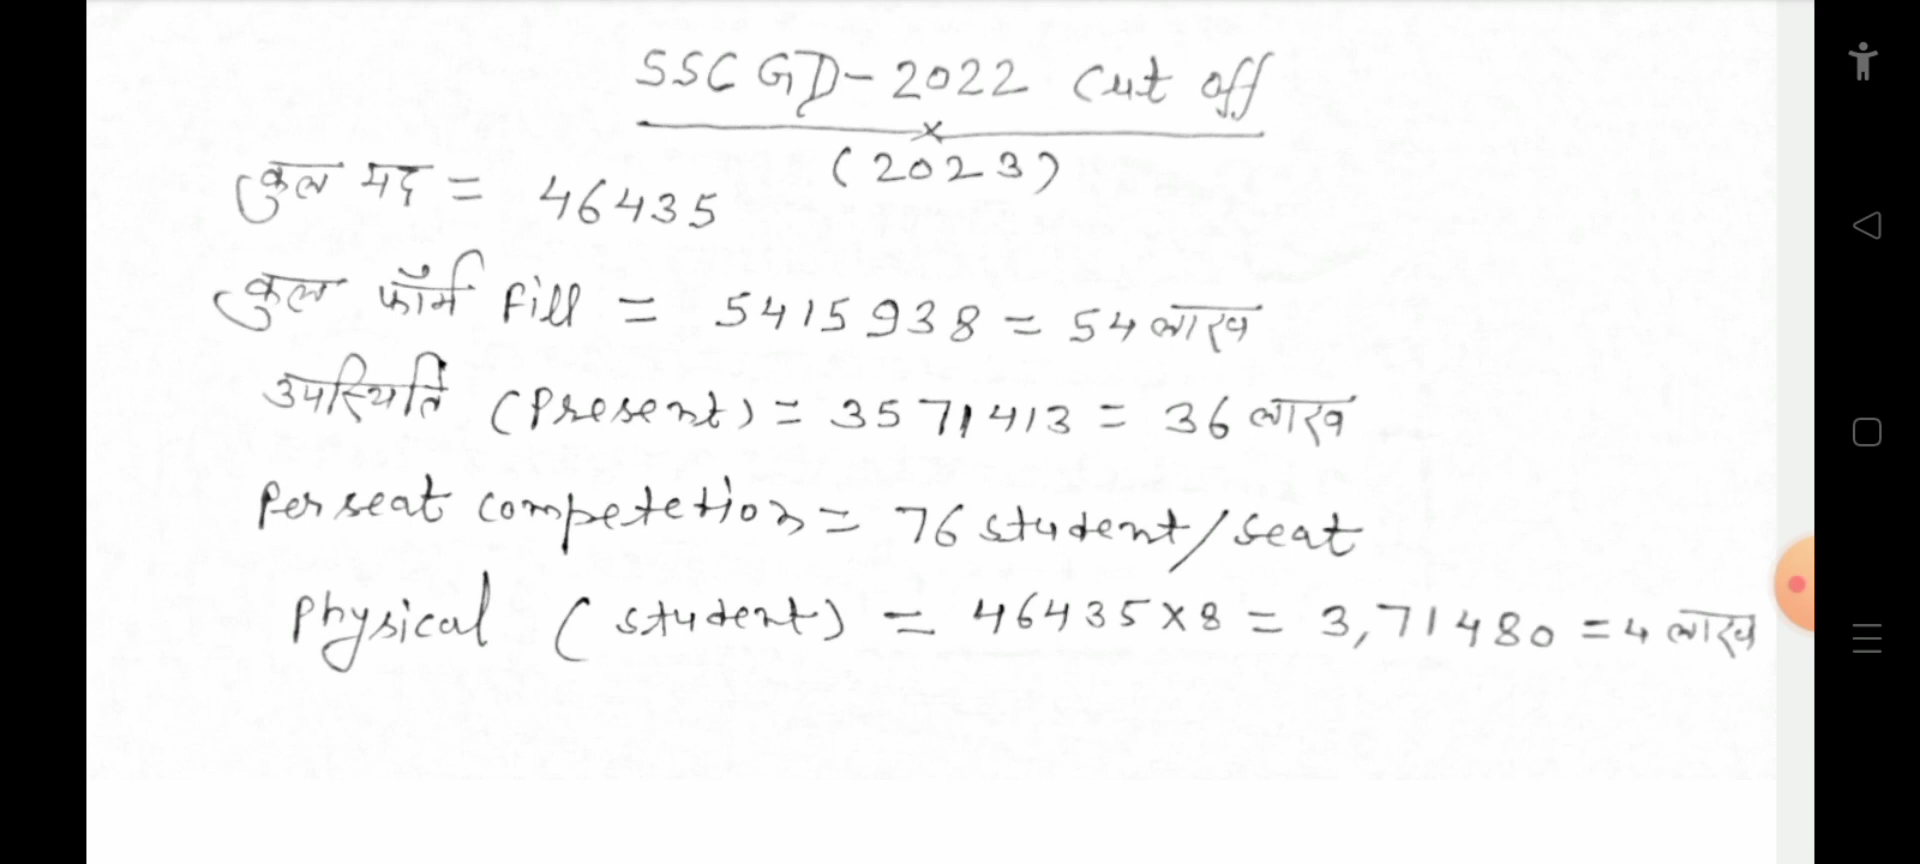 SSC GD-2022 Cut off
(2023)
कुल पद = 46435
कुल फॉर्म Fill = 5415938 = 54 लाख
उपस्थिति (Present) = 3571413 = 36 लाख
Per seat competetion = 76 student/seat
Physical (student) = 46435x8 = 3,71480 = 4 लाख